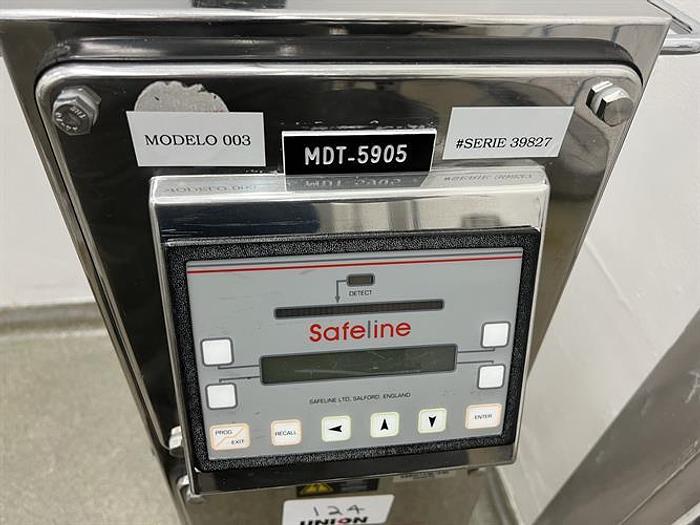 MODELO 003
MDT-5905
#SERIE 39827
DETECT
Safeline
SAFELINE LTD, SALFORD, ENGLAND
PROG
EXIT
RECALL
ENTER
124
UNION